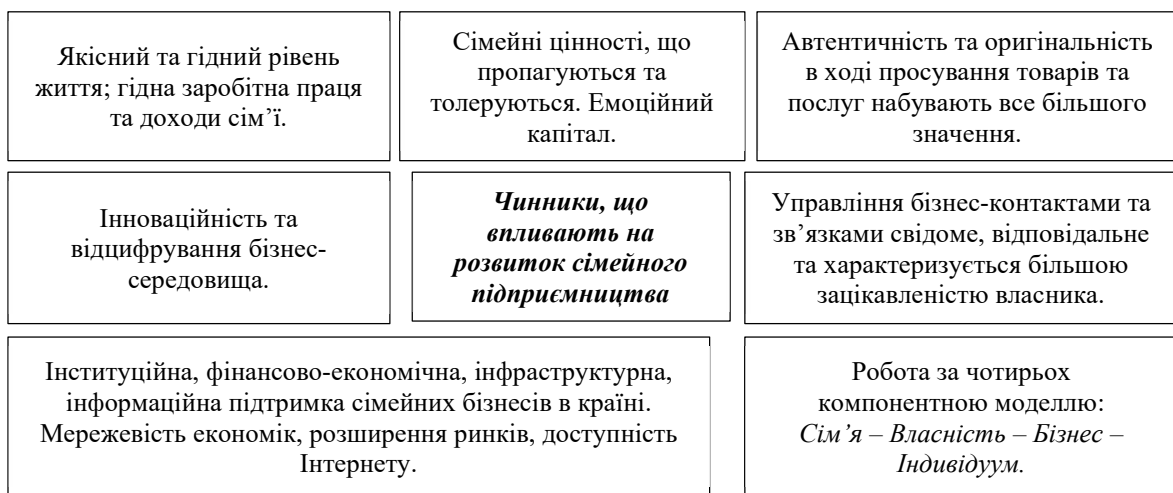 Якісний та гідний рівень
життя; гідна заробітна праця
та доходи сім’ї.
Сімейні цінності, що
пропагуються та
толеруються. Емоційний
капітал.
Автентичність та оригінальність
в ході просування товарів та
послуг набувають все більшого
значення.
Інноваційність та
відцифрування бізнес-
середовища.
Чинники, що
впливають на
розвиток сімейного
підприємництва
Управління бізнес-контактами та
зв’язками свідоме, відповідальне
та характеризується більшою
зацікавленістю власника.
Інституційна, фінансово-економічна, інфраструктурна,
інформаційна підтримка сімейних бізнесів в країні.
Мережевість економік, розширення ринків, доступність
Інтернету.
Робота за чотирьох
компонентною моделлю:
Сім’я – Власність – Бізнес –
Індивідуум.